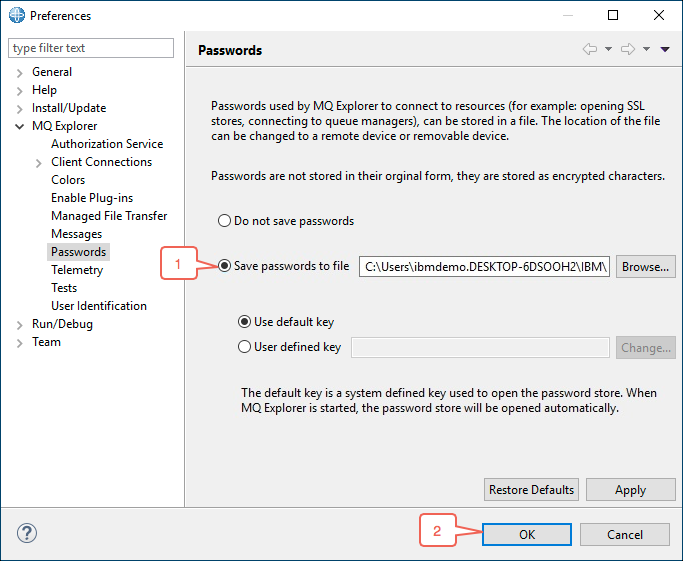 Preferences
type filter text
General
Help
Install/Update
MQ Explorer
Authorization Service
Client Connections
Colors
Enable Plug-ins
Managed File Transfer
Messages
Passwords
Telemetry
Tests
User Identification
Run/Debug
Team
Passwords
Passwords used by MQ Explorer to connect to resources (for example: opening SSL
stores, connecting to queue managers), can be stored in a file. The location of the file
can be changed to a remote device or removable device.
Passwords are not stored in their orginal form, they are stored as encrypted characters.
Do not save passwords
1
Save passwords to file C:\Users\ibmdemo.DESKTOP-6DSOOH2\IBM\ Browse...
Use default key
User defined key Change...
The default key is a system defined key used to open the password store. When
MQ Explorer is started, the password store will be opened automatically.
Restore Defaults Apply
? 2 OK Cancel